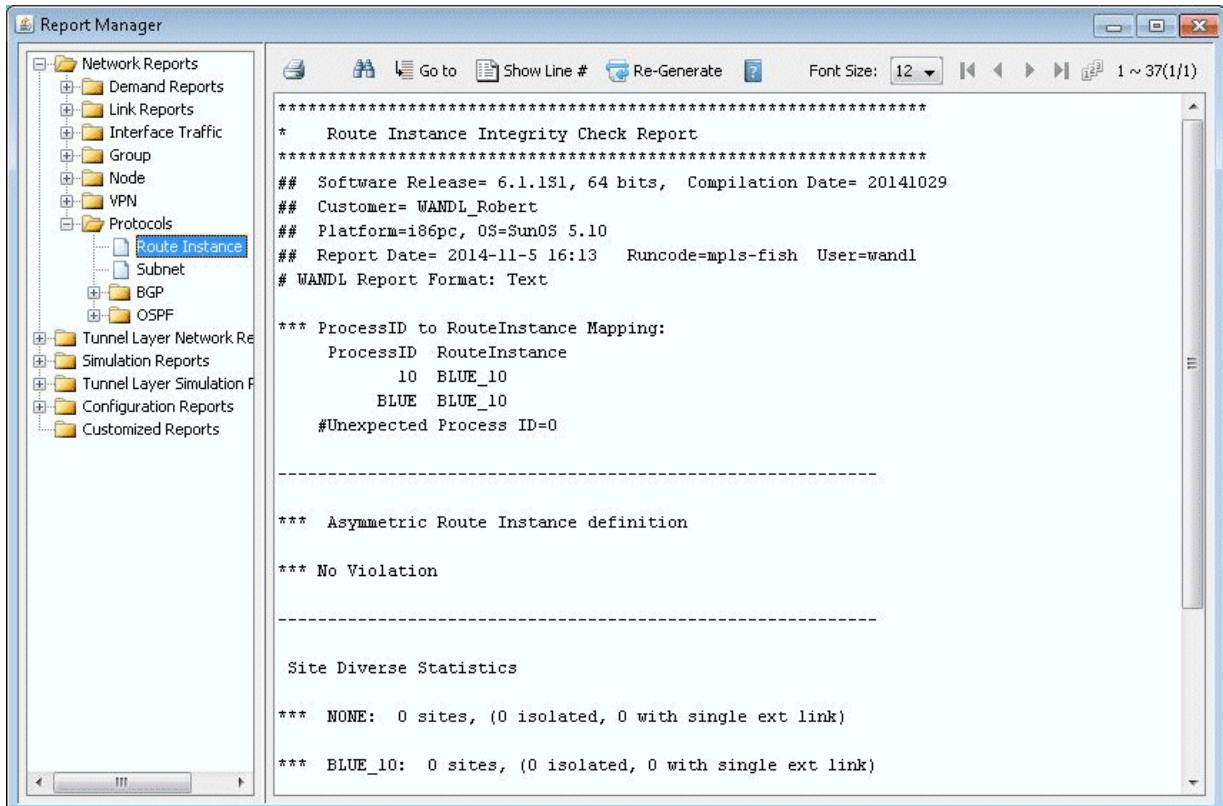 Report Manager
Network Reports
Demand Reports
Link Reports
Interface Traffic
Group
Node
VPN
Protocols
Route Instance
Subnet
BGP
OSPF
Tunnel Layer Network Re
Simulation Reports
Tunnel Layer Simulation F
Configuration Reports
Customized Reports
Go to Show Line # Re-Generate Font Size: 12 1 ~ 37(1/1)
*****************************************************************
* Route Instance Integrity Check Report
*****************************************************************
## Software Release= 6.1.1S1, 64 bits, Compilation Date= 20141029
## Customer= WANDL_Robert
## Platform=i86pc, OS=SunOS 5.10
## Report Date= 2014-11-5 16:13 Runcode=mpls-fish User=wandl
# WANDL Report Format: Text
*** ProcessID to RouteInstance Mapping:
ProcessID RouteInstance
10 BLUE_10
BLUE BLUE_10
#Unexpected Process ID=0
------------------------------------------------------------
*** Asymmetric Route Instance definition
*** No Violation
------------------------------------------------------------
Site Diverse Statistics
*** NONE: 0 sites, (0 isolated, 0 with single ext link)
*** BLUE_10: 0 sites, (0 isolated, 0 with single ext link)